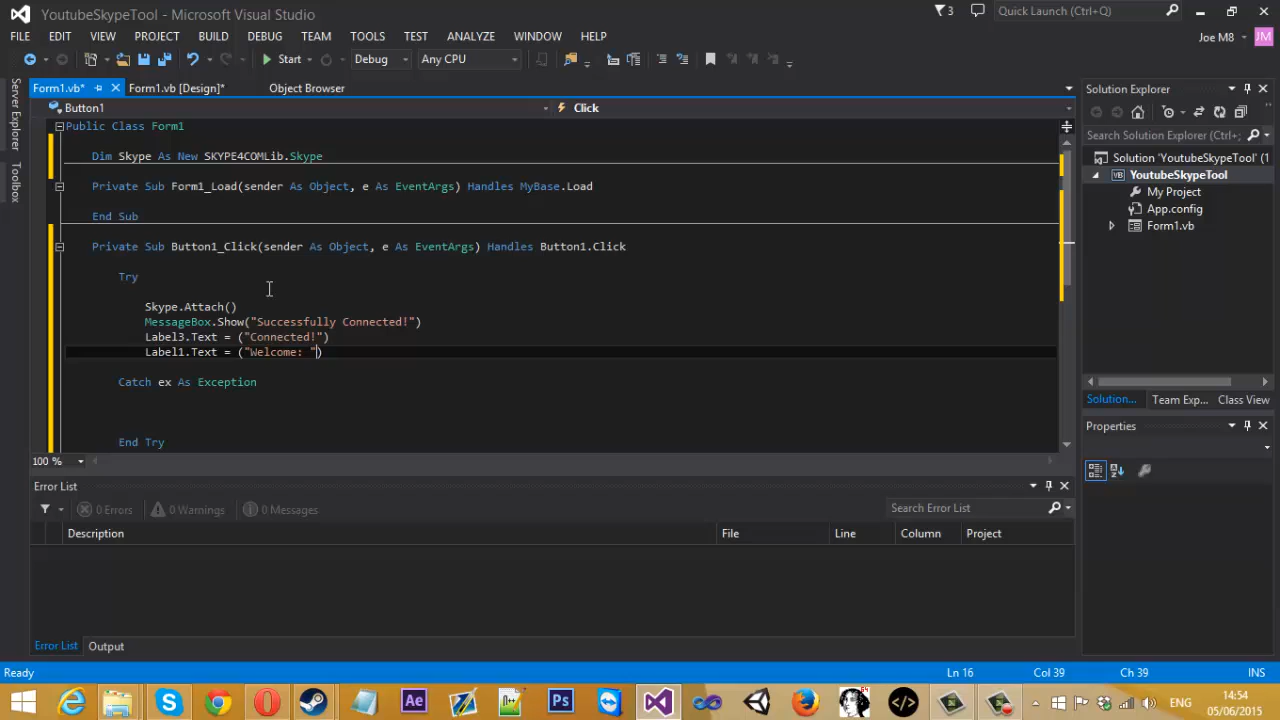 YoutubeSkypeTool - Microsoft Visual Studio
3
Quick Launch (Ctrl+Q)
FILE EDIT VIEW PROJECT BUILD DEBUG TEAM TOOLS TEST ANALYZE WINDOW HELP
Joe M8
JM
Start
Debug
Any CPU
Server Explorer
Toolbox
Form1.vb*
Form1.vb [Design]*
Object Browser
Button1
Click
Public Class Form1
Dim Skype As New SKYPE4COMLib.Skype
Private Sub Form1_Load(sender As Object, e As EventArgs) Handles MyBase.Load
End Sub
Private Sub Button1_Click(sender As Object, e As EventArgs) Handles Button1.Click
Try
Skype.Attach()
MessageBox.Show("Successfully Connected!")
Label3.Text = ("Connected!")
Label1.Text = ("Welcome: ")
Catch ex As Exception
End Try
100 %
Solution Explorer
Search Solution Explorer (Ctrl+;
Solution 'YoutubeSkypeTool' (1
VB YoutubeSkypeTool
My Project
App.config
Form1.vb
Solution... Team Exp... Class View
Properties
Error List
0 Errors 0 Warnings 0 Messages
Search Error List
Description File Line Column Project
Error List Output
Ready
Ln 16 Col 39 Ch 39 INS
Ae
Ps
ENG
14:54
05/06/2015